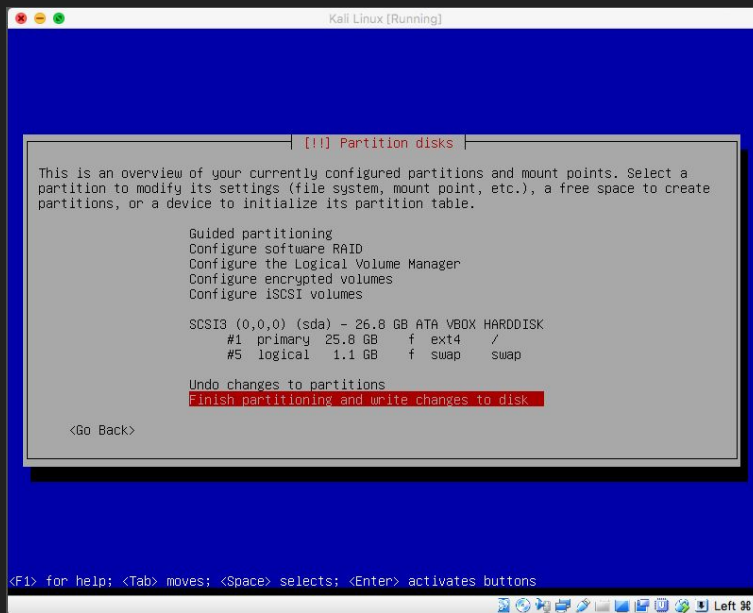 Kali Linux [Running]
[!!] Partition disks
This is an overview of your currently configured partitions and mount points. Select a
partition to modify its settings (file system, mount point, etc.), a free space to create
partitions, or a device to initialize its partition table.
Guided partitioning
Configure software RAID
Configure the Logical Volume Manager
Configure encrypted volumes
Configure iSCSI volumes
SCSI3 (0,0,0) (sda) - 26.8 GB ATA VBOX HARDDISK
#1 primary 25.8 GB f ext4 /
#5 logical 1.1 GB f swap swap
Undo changes to partitions
Finish partitioning and write changes to disk
<Go Back>
<F1> for help; <Tab> moves; <Space> selects; <Enter> activates buttons
Left ⌘